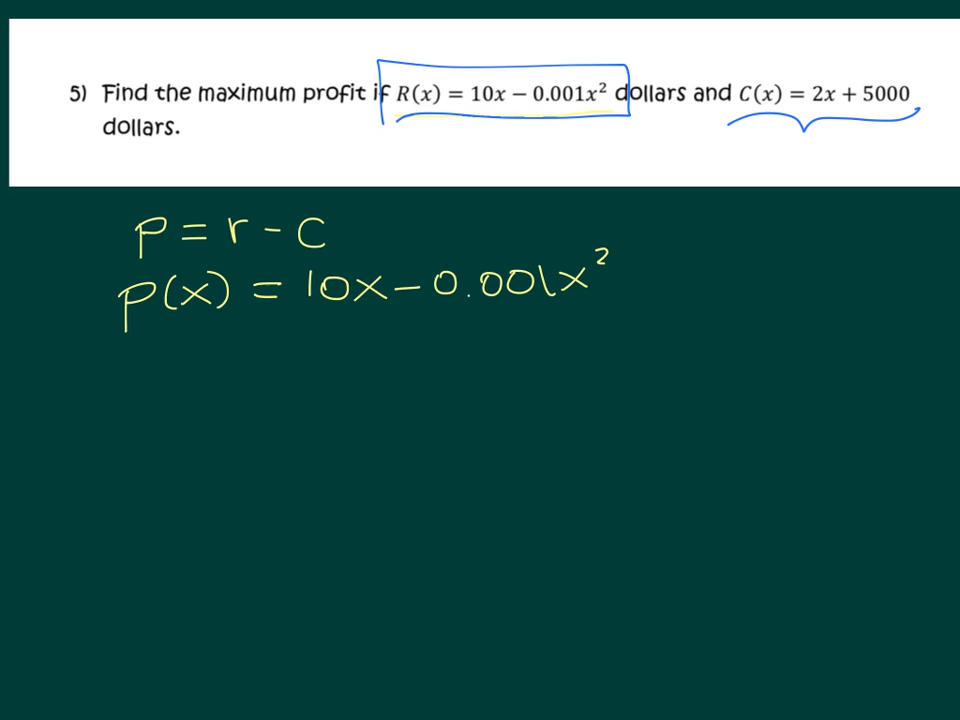 5) Find the maximum profit if R(x) = 10x − 0.001x² dollars and C(x) = 2x + 5000
dollars.
p = r - c
p(x) = 10x - 0.001x²